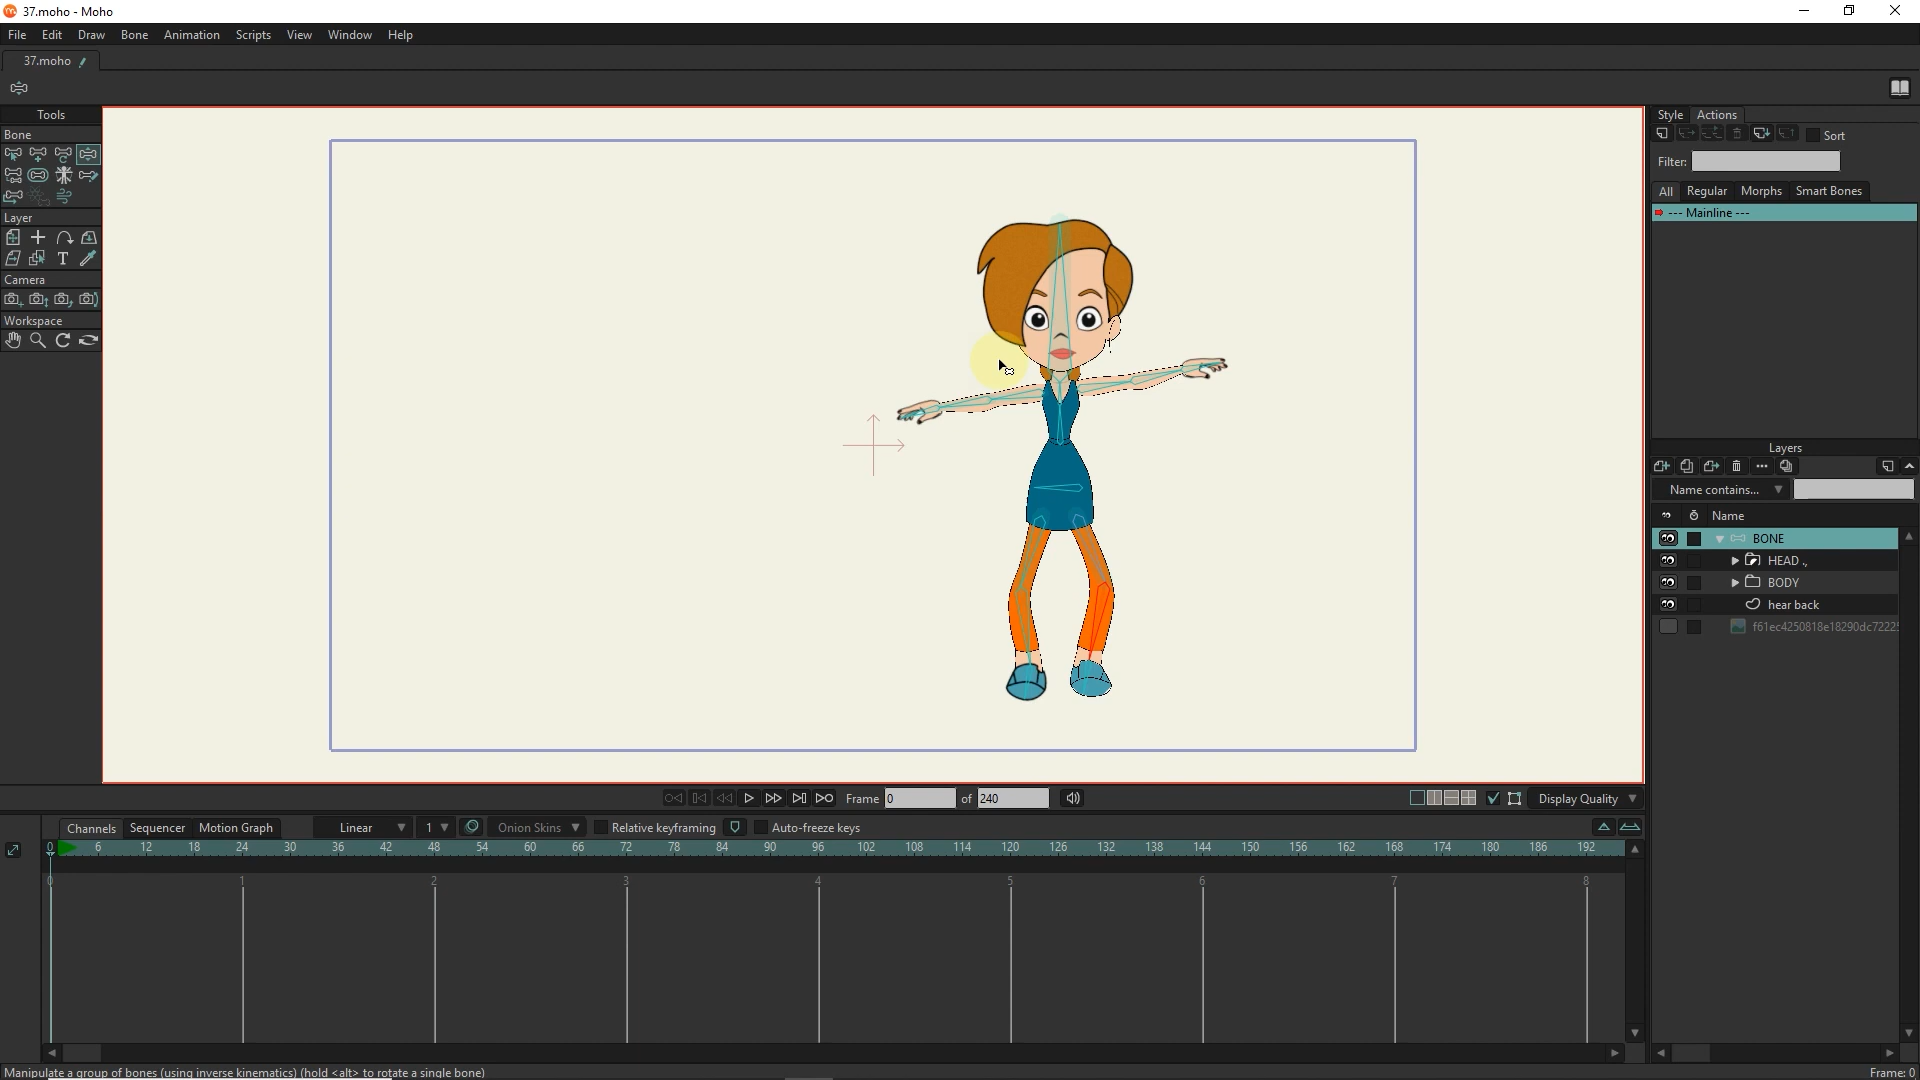 37.moho - Moho
File Edit Draw Bone Animation Scripts View Window Help
37.moho
Tools
Bone
Layer
T
Camera
Workspace
Style Actions
Sort
Filter:
All Regular Morphs Smart Bones
--- Mainline ---
Layers
Name contains...
Name
BONE
HEAD .,
BODY
hear back
f61ec4250818e18290dc72225
Frame 0 of 240
Display Quality
Channels Sequencer Motion Graph Linear 1 Onion Skins Relative keyframing Auto-freeze keys
0 6 12 18 24 30 36 42 48 54 60 66 72 78 84 90 96 102 108 114 120 126 132 138 144 150 156 162 168 174 180 186 192
0 1 2 3 4 5 6 7 8
Manipulate a group of bones (using inverse kinematics) (hold <alt> to rotate a single bone)
Frame: 0